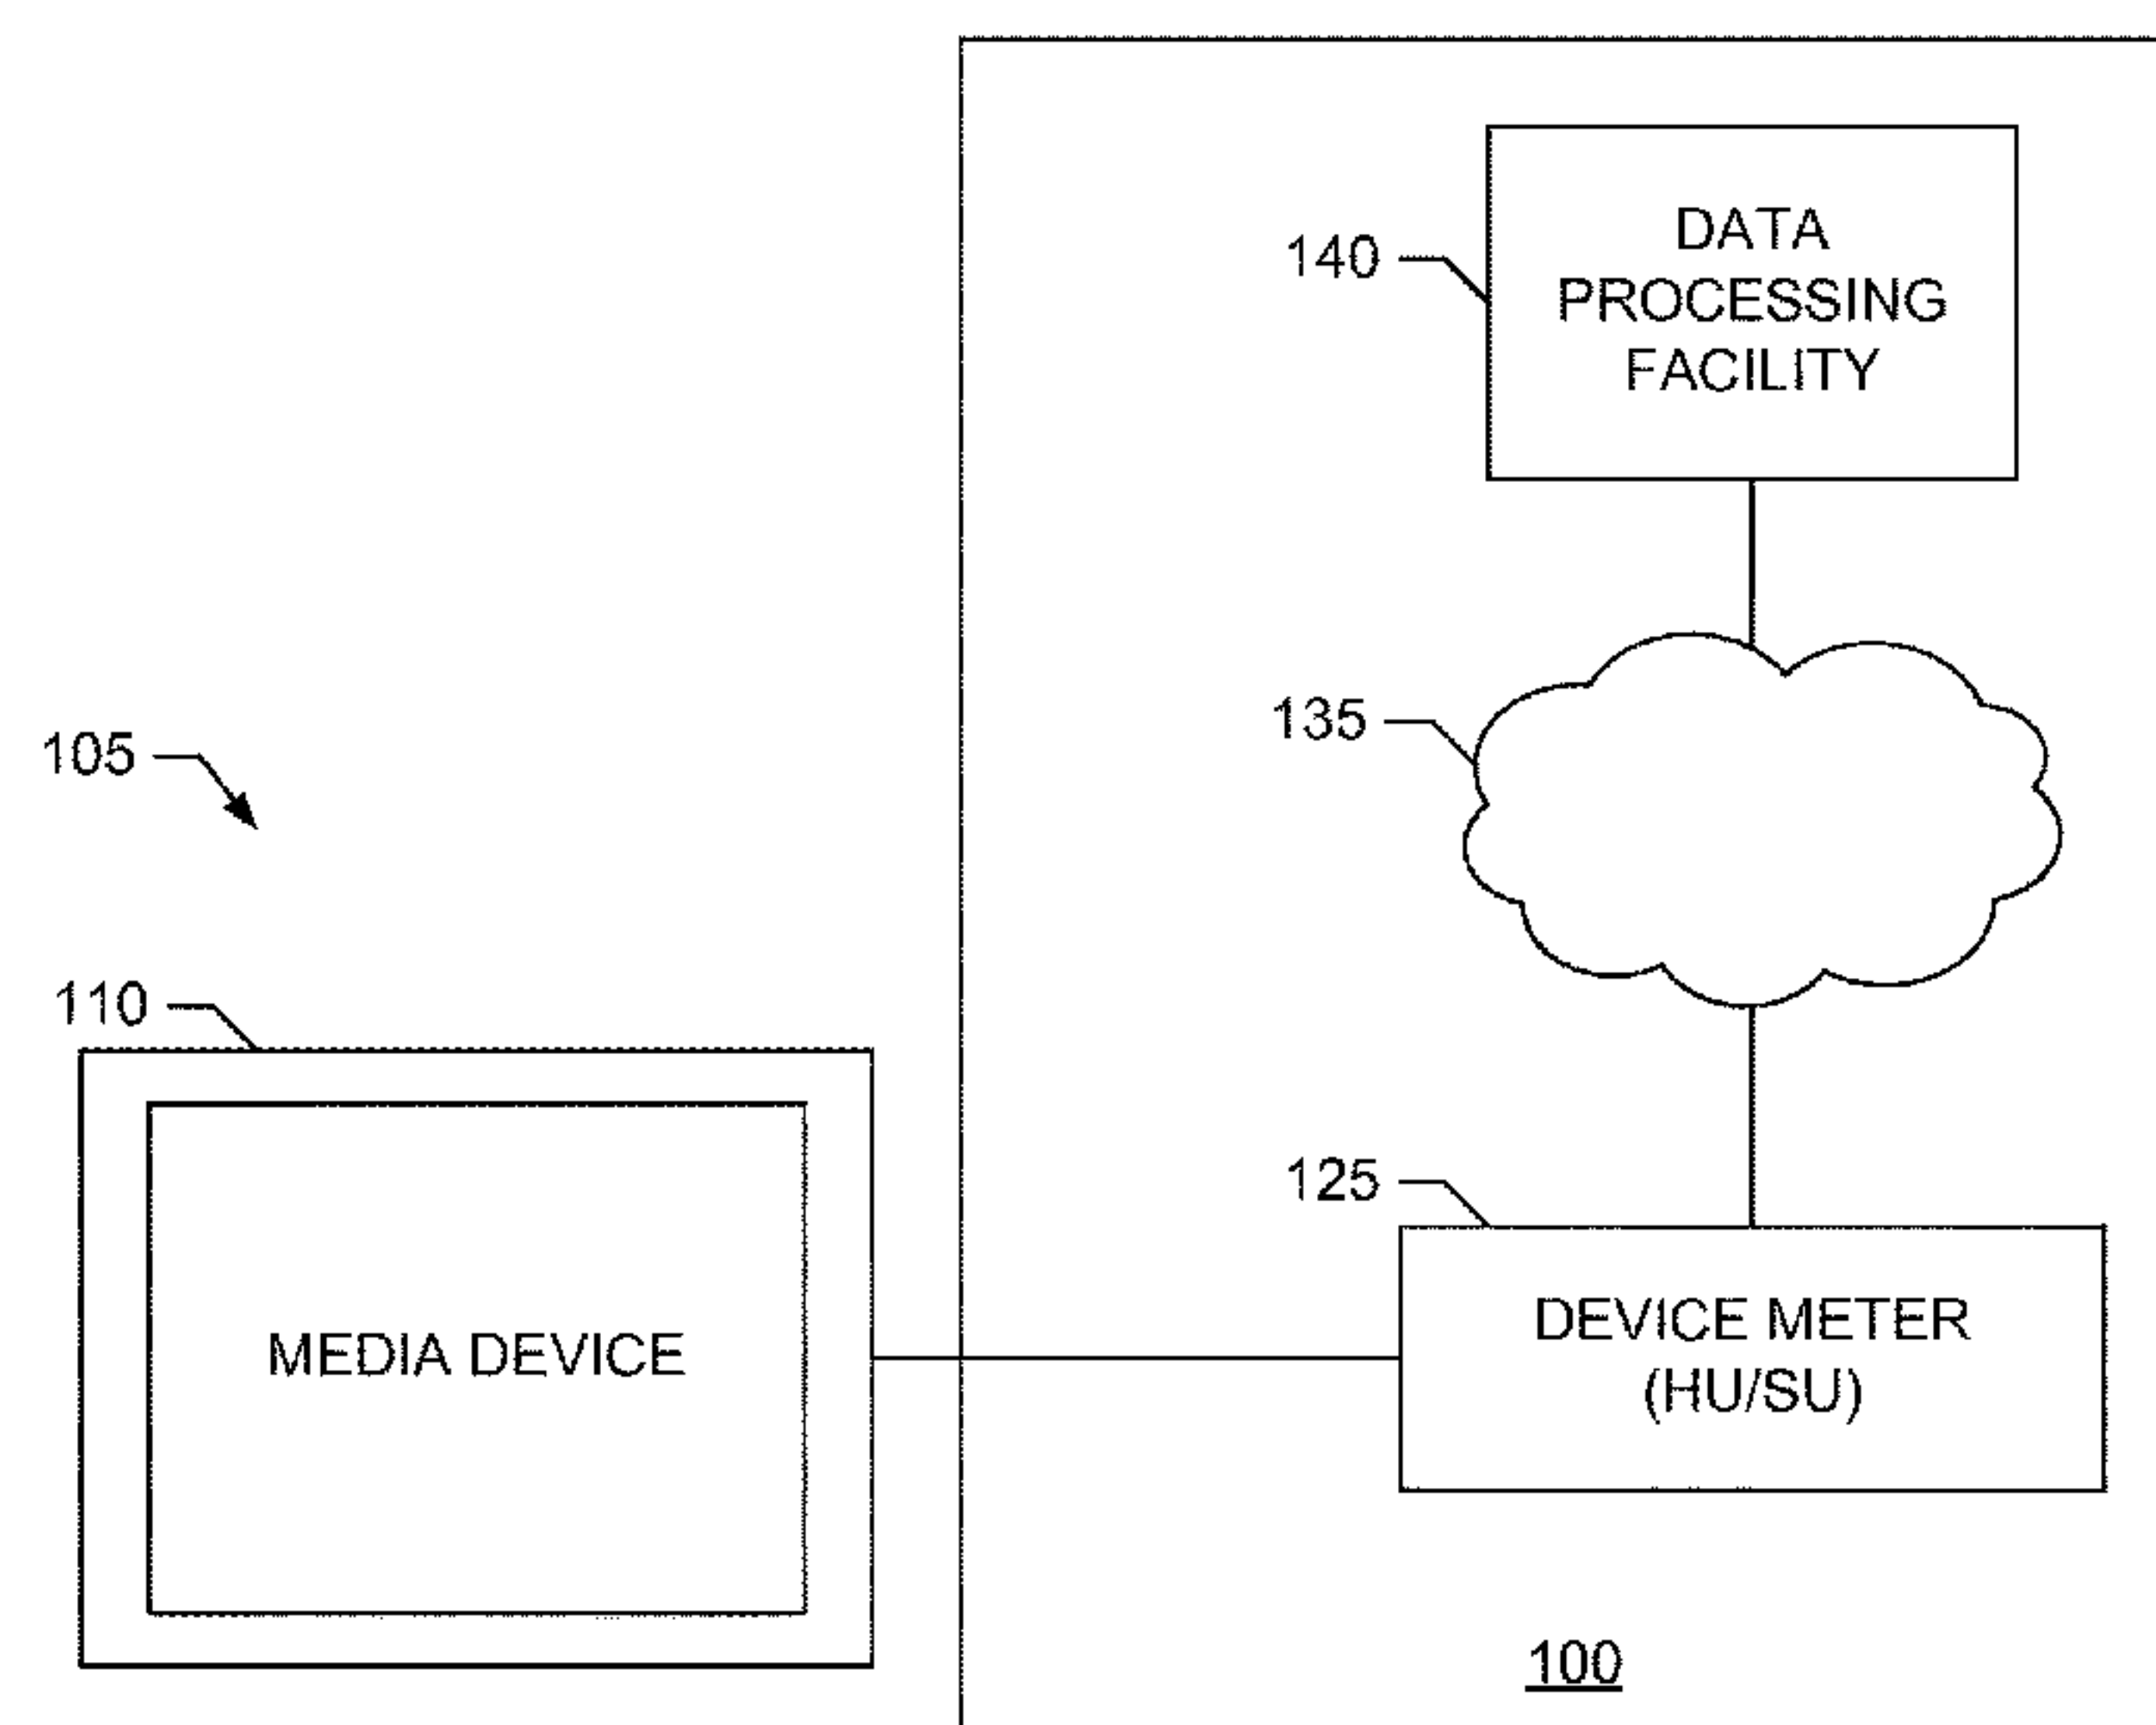 140
DATA
PROCESSING
FACILITY
135
105
110
125
MEDIA DEVICE
DEVICE METER
(HU/SU)
100